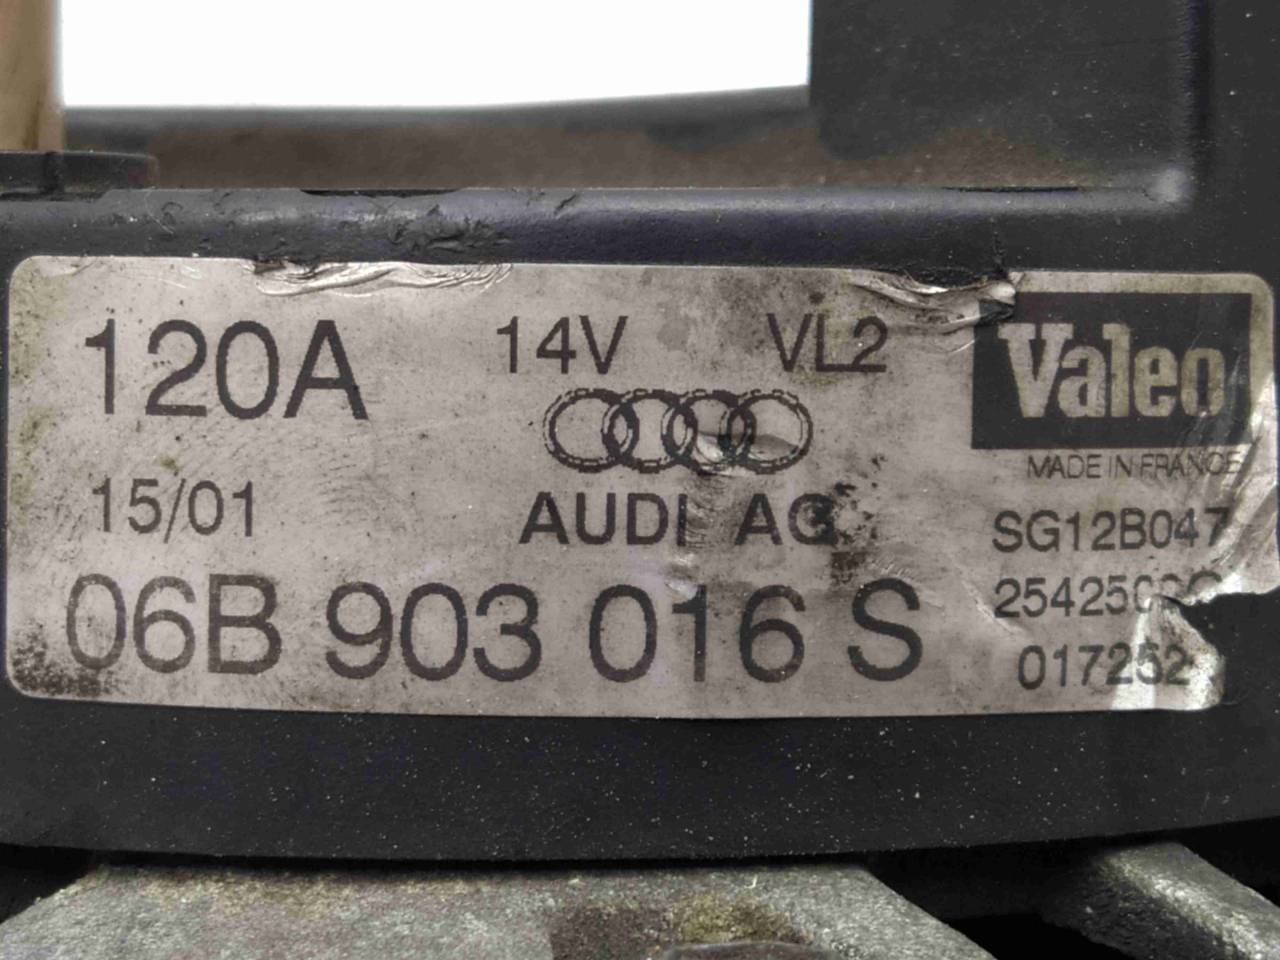 120A 14V VL2 Valeo
MADE IN FRANCE
15/01 AUDI AG SG12B047
06B 903 016 S
017252